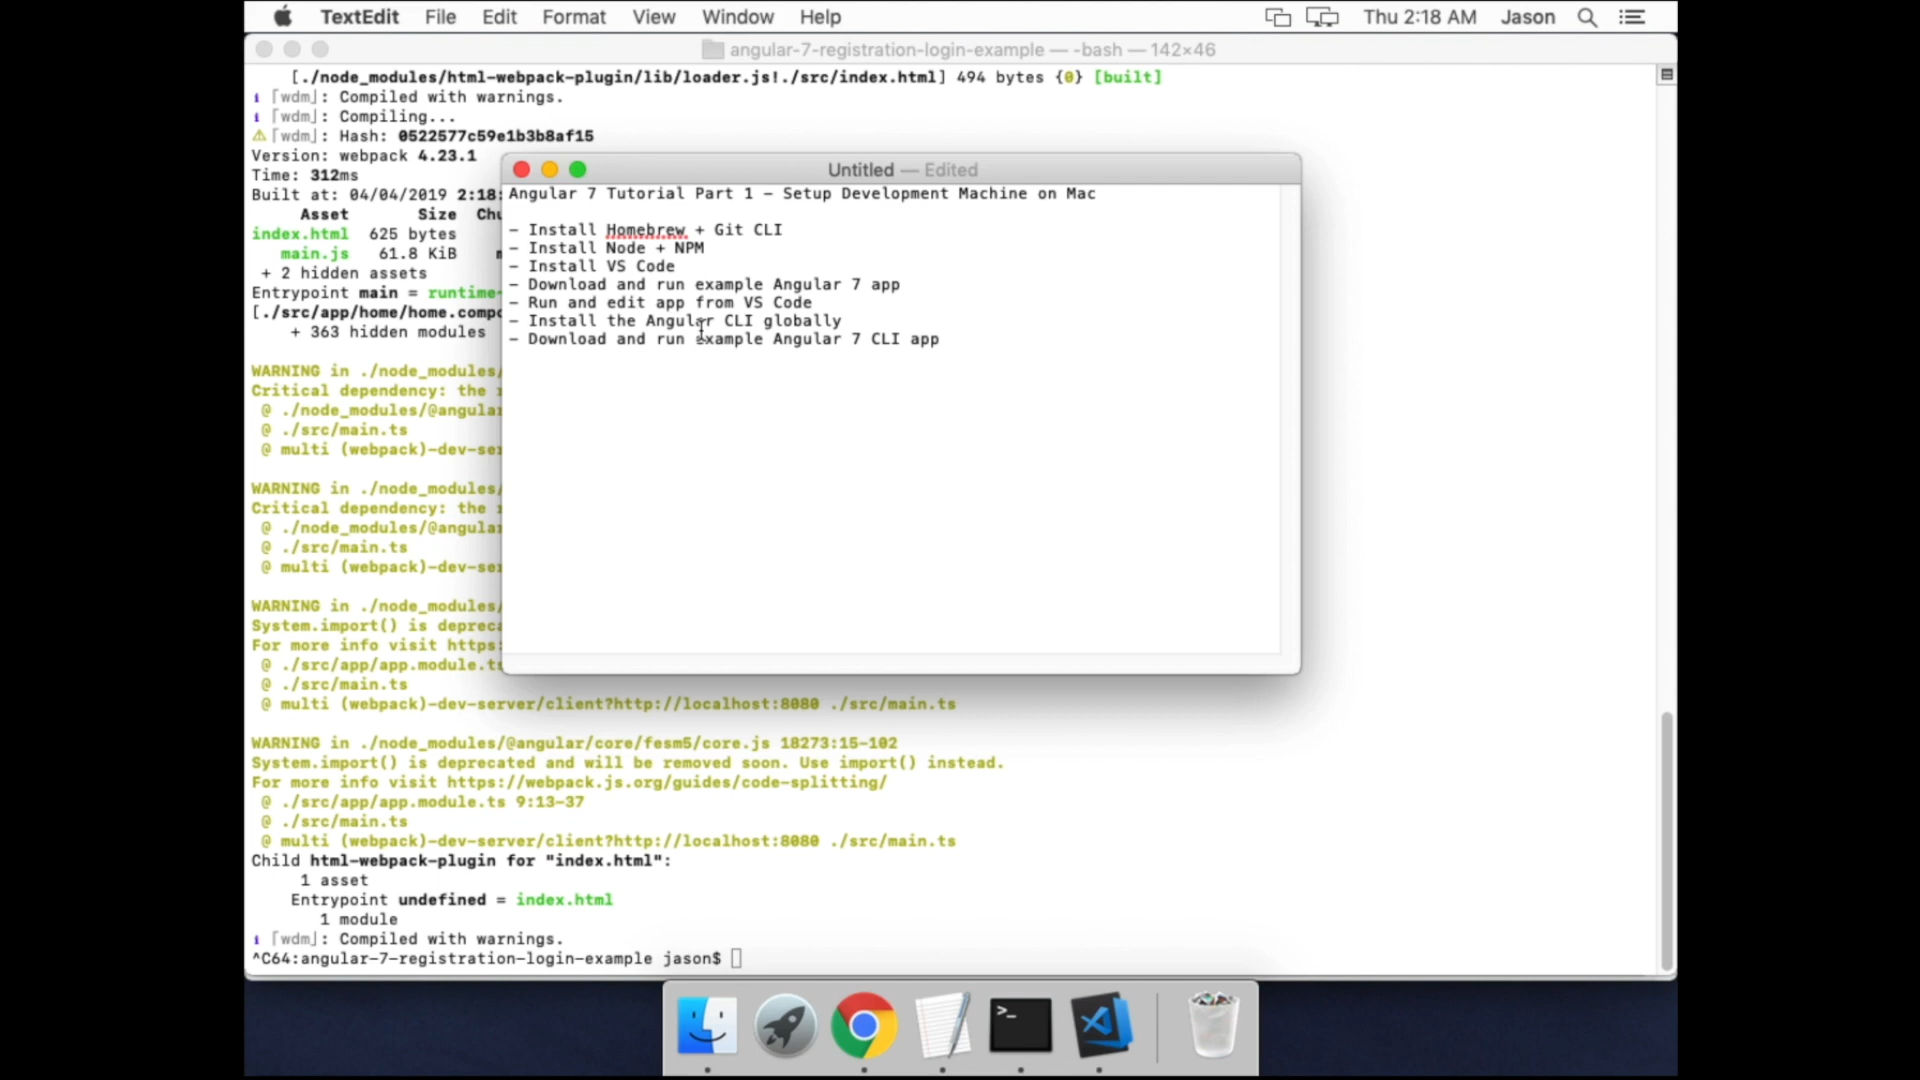 TextEdit File Edit Format View Window Help Thu 2:18 AM Jason
angular-7-registration-login-example — -bash — 142×46
[./node_modules/html-webpack-plugin/lib/loader.js!./src/index.html] 494 bytes {0} [built]
ℹ ｢wdm｣: Compiled with warnings.
ℹ ｢wdm｣: Compiling...
⚠ ｢wdm｣: Hash: 0522577c59e1b3b8af15
Version: webpack 4.23.1
Time: 312ms
Built at: 04/04/2019 2:18:
Asset Size Chu
index.html 625 bytes
main.js 61.8 KiB
+ 2 hidden assets
Entrypoint main = runtime
[./src/app/home/home.compo
+ 363 hidden modules
WARNING in ./node_modules/
Critical dependency: the
@ ./node_modules/@angular
@ ./src/main.ts
@ multi (webpack)-dev-ser
WARNING in ./node_modules/
Critical dependency: the
@ ./node_modules/@angular
@ ./src/main.ts
@ multi (webpack)-dev-ser
WARNING in ./node_modules/
System.import() is depreca
For more info visit https:
@ ./src/app/app.module.ts
@ ./src/main.ts
@ multi (webpack)-dev-server/client?http://localhost:8080 ./src/main.ts
WARNING in ./node_modules/@angular/core/fesm5/core.js 18273:15-102
System.import() is deprecated and will be removed soon. Use import() instead.
For more info visit https://webpack.js.org/guides/code-splitting/
@ ./src/app/app.module.ts 9:13-37
@ ./src/main.ts
@ multi (webpack)-dev-server/client?http://localhost:8080 ./src/main.ts
Child html-webpack-plugin for "index.html":
1 asset
Entrypoint undefined = index.html
1 module
ℹ ｢wdm｣: Compiled with warnings.
^C64:angular-7-registration-login-example jason$
Untitled — Edited
Angular 7 Tutorial Part 1 - Setup Development Machine on Mac
- Install Homebrew + Git CLI
- Install Node + NPM
- Install VS Code
- Download and run example Angular 7 app
- Run and edit app from VS Code
- Install the Angular CLI globally
- Download and run example Angular 7 CLI app
>_